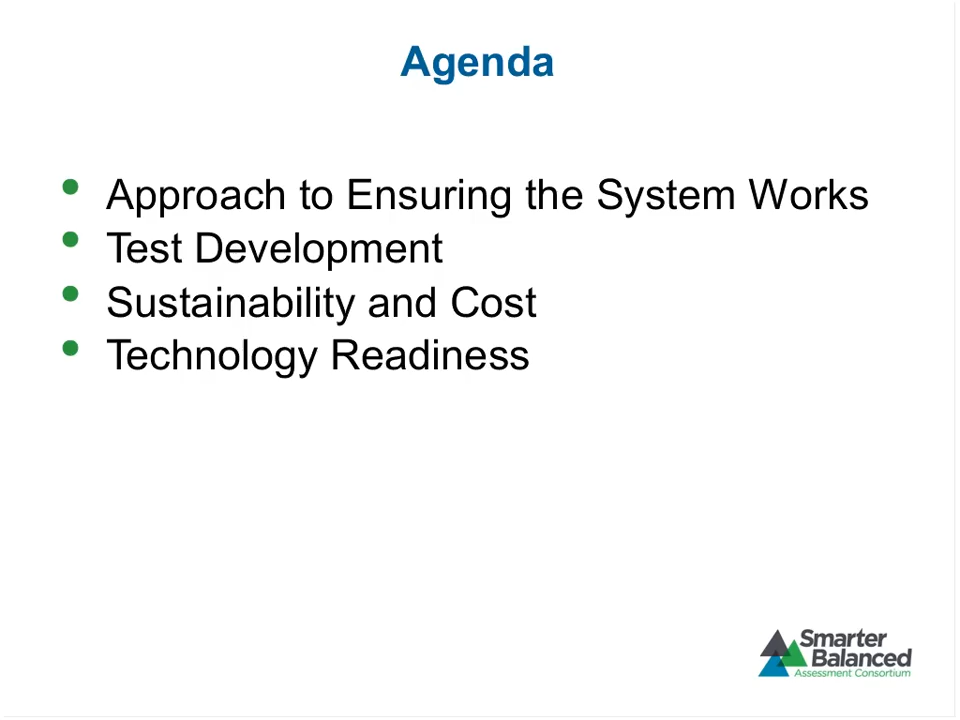 Agenda
• Approach to Ensuring the System Works
• Test Development
• Sustainability and Cost
• Technology Readiness
Smarter
Balanced
Assessment Consortium